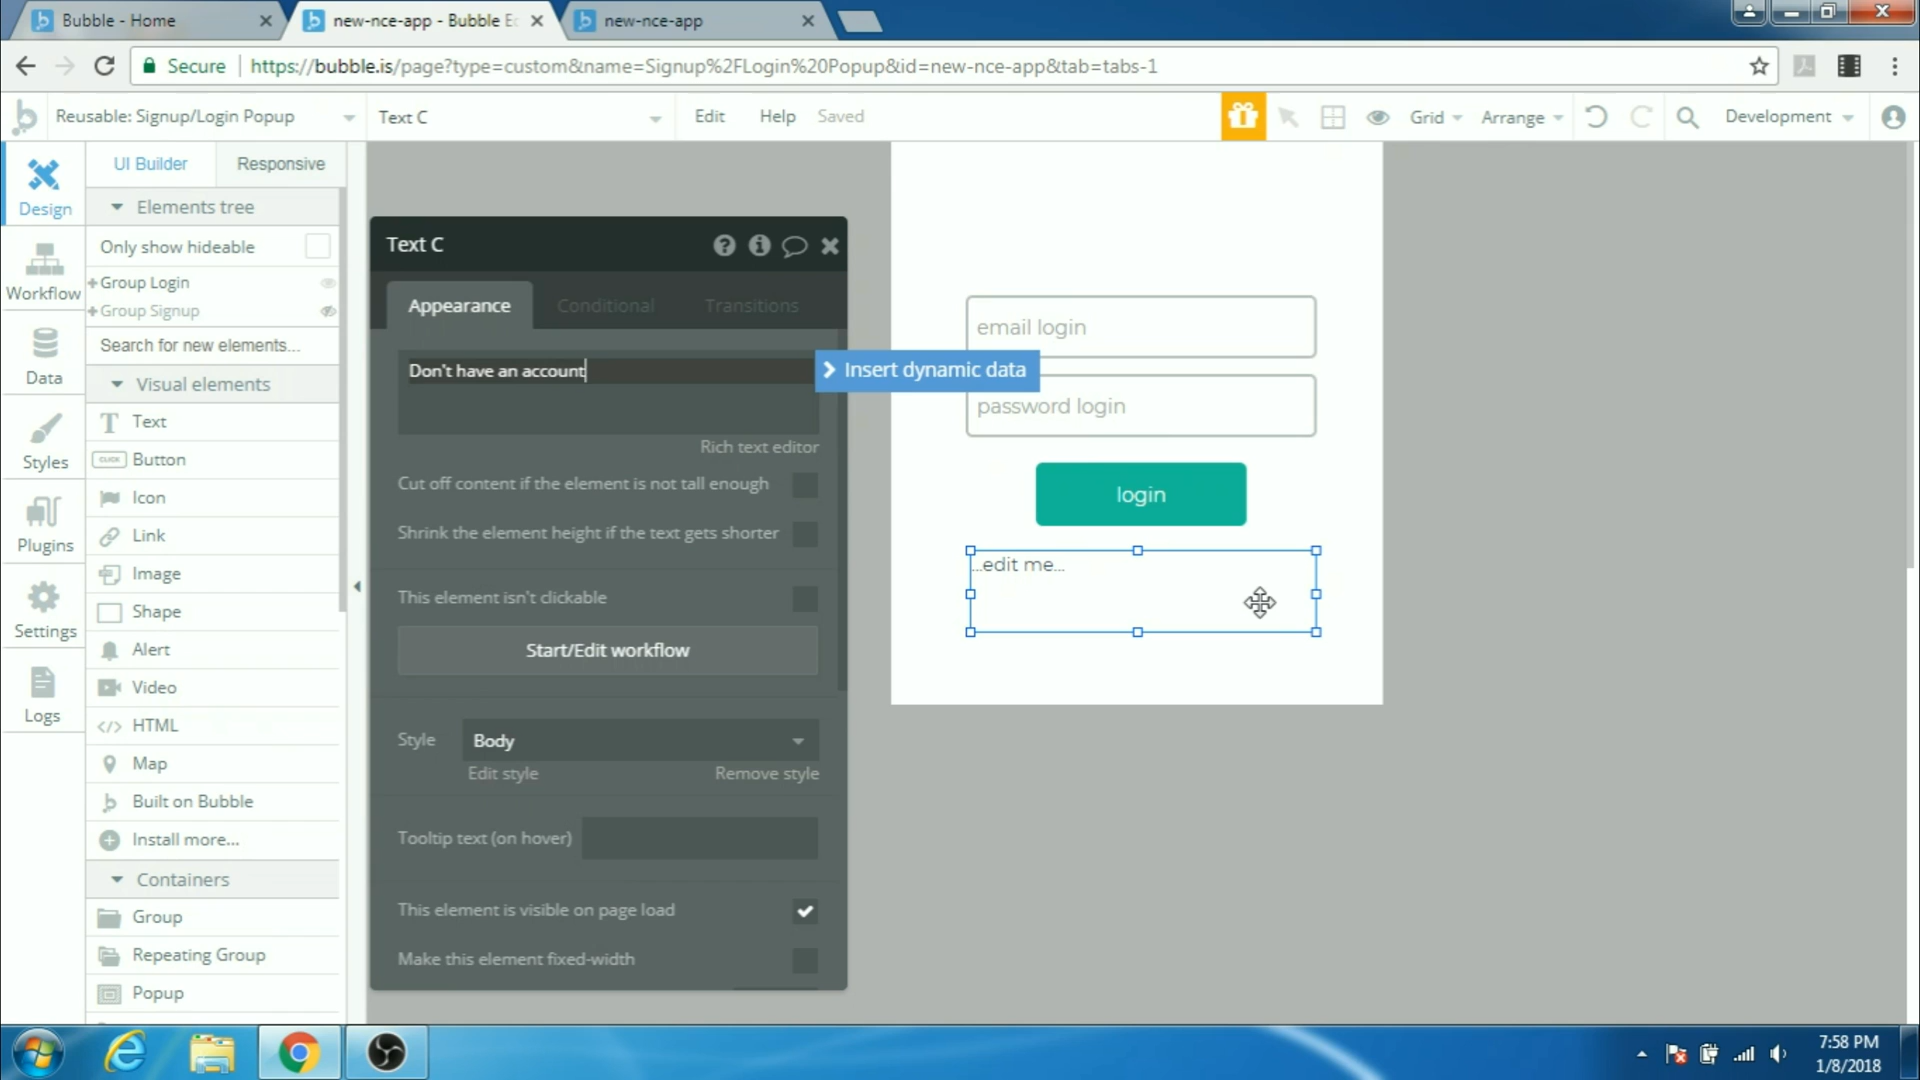 Bubble - Home
new-nce-app - Bubble E
new-nce-app
Secure
https://bubble.is/page?type=custom&name=Signup%2FLogin%20Popup&id=new-nce-app&tab=tabs-1
Reusable: Signup/Login Popup
Text C
Edit
Help
Saved
Grid
Arrange
Development
Design
Workflow
Data
Styles
Plugins
Settings
Logs
UI Builder
Responsive
Elements tree
Only show hideable
+Group Login
+Group Signup
Search for new elements...
Visual elements
Text
CLICK Button
Icon
Link
Image
Shape
Alert
Video
HTML
Map
Built on Bubble
Install more...
Containers
Group
Repeating Group
Popup
Text C
Appearance
Conditional
Transitions
Don't have an account
Insert dynamic data
Rich text editor
Cut off content if the element is not tall enough
Shrink the element height if the text gets shorter
This element isn't clickable
Start/Edit workflow
Style
Body
Edit style
Remove style
Tooltip text (on hover)
This element is visible on page load
Make this element fixed-width
email login
password login
login
...edit me...
7:58 PM
1/8/2018